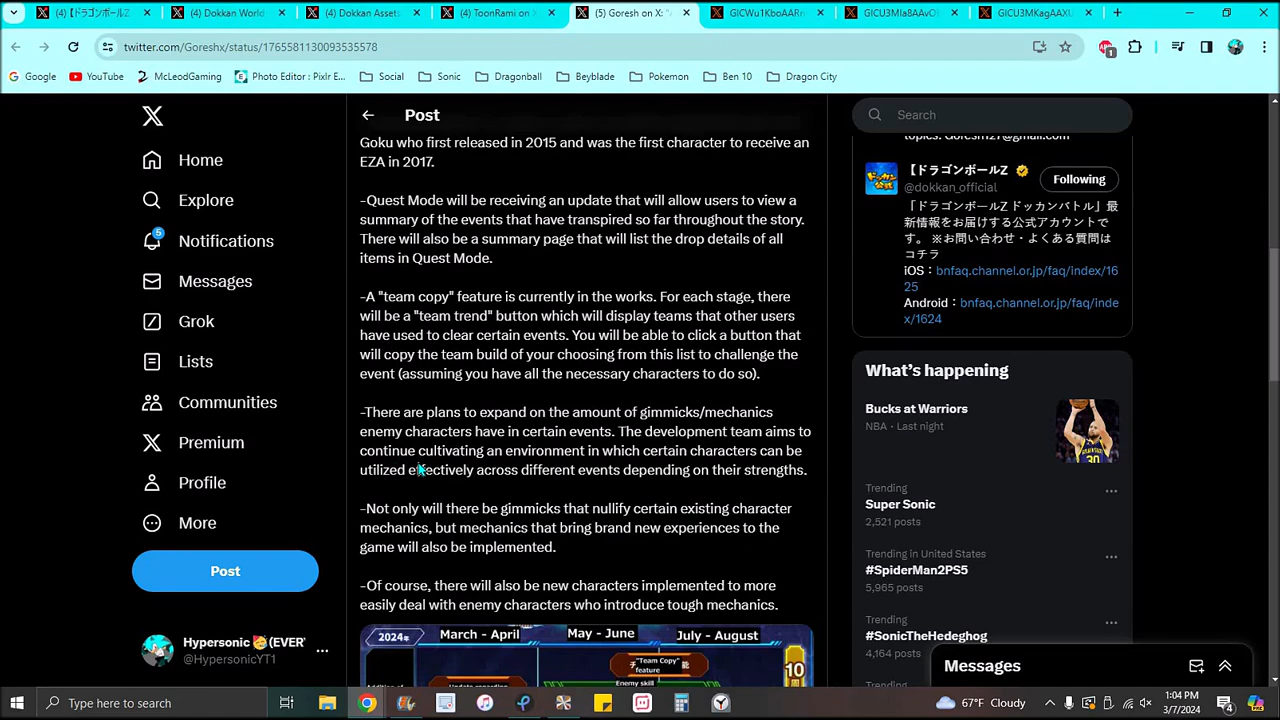 (4) 【ドラゴンボールZ
(4) Dokkan World
(4) Dokkan Assets
(4) ToonRami on X:
(5) Goresh on X: "
GICWu1KboAARn
GICU3MIa8AAvO
GICU3MKagAAXU
twitter.com/Goreshx/status/1765581130093535578
1
Google
YouTube
McLeodGaming
Photo Editor : Pixlr E...
Social
Sonic
Dragonball
Beyblade
Pokemon
Ben 10
Dragon City
Home
Explore
5
Notifications
Messages
Grok
Lists
Communities
Premium
Profile
More
Post
Hypersonic 🥳(EVER'
@HypersonicYT1
Post
Goku who first released in 2015 and was the first character to receive an
EZA in 2017.
-Quest Mode will be receiving an update that will allow users to view a
summary of the events that have transpired so far throughout the story.
There will also be a summary page that will list the drop details of all
items in Quest Mode.
-A "team copy" feature is currently in the works. For each stage, there
will be a "team trend" button which will display teams that other users
have used to clear certain events. You will be able to click a button that
will copy the team build of your choosing from this list to challenge the
event (assuming you have all the necessary characters to do so).
-There are plans to expand on the amount of gimmicks/mechanics
enemy characters have in certain events. The development team aims to
continue cultivating an environment in which certain characters can be
utilized effectively across different events depending on their strengths.
-Not only will there be gimmicks that nullify certain existing character
mechanics, but mechanics that bring brand new experiences to the
game will also be implemented.
-Of course, there will also be new characters implemented to more
easily deal with enemy characters who introduce tough mechanics.
2024年
March - April
May - June
July - August
"Team Copy"
feature
能
10
Enemy skill
Search
topics: Goresh27@gmail.com
【ドラゴンボールZ
@dokkan_official
Following
「ドラゴンボールZ ドッカンバトル」最
新情報をお届けする公式アカウントで
す。 ※お問い合わせ・よくある質問は
コチラ
iOS：bnfaq.channel.or.jp/faq/index/16
25
Android：bnfaq.channel.or.jp/faq/inde
x/1624
What's happening
Bucks at Warriors
NBA · Last night
Trending
Super Sonic
2,521 posts
Trending in United States
#SpiderMan2PS5
5,965 posts
Trending
#SonicTheHedeghog
4,164 posts
Messages
Type here to search
67°F Cloudy
1:04 PM
3/7/2024
4